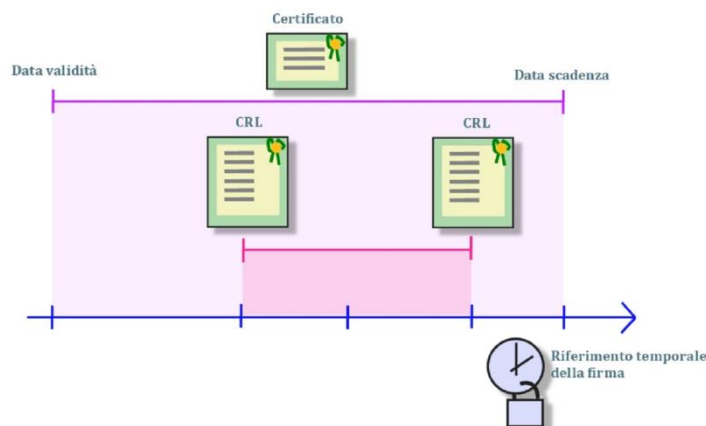 Certificato
Data validità
Data scadenza
CRL
CRL
Riferimento temporale
della firma